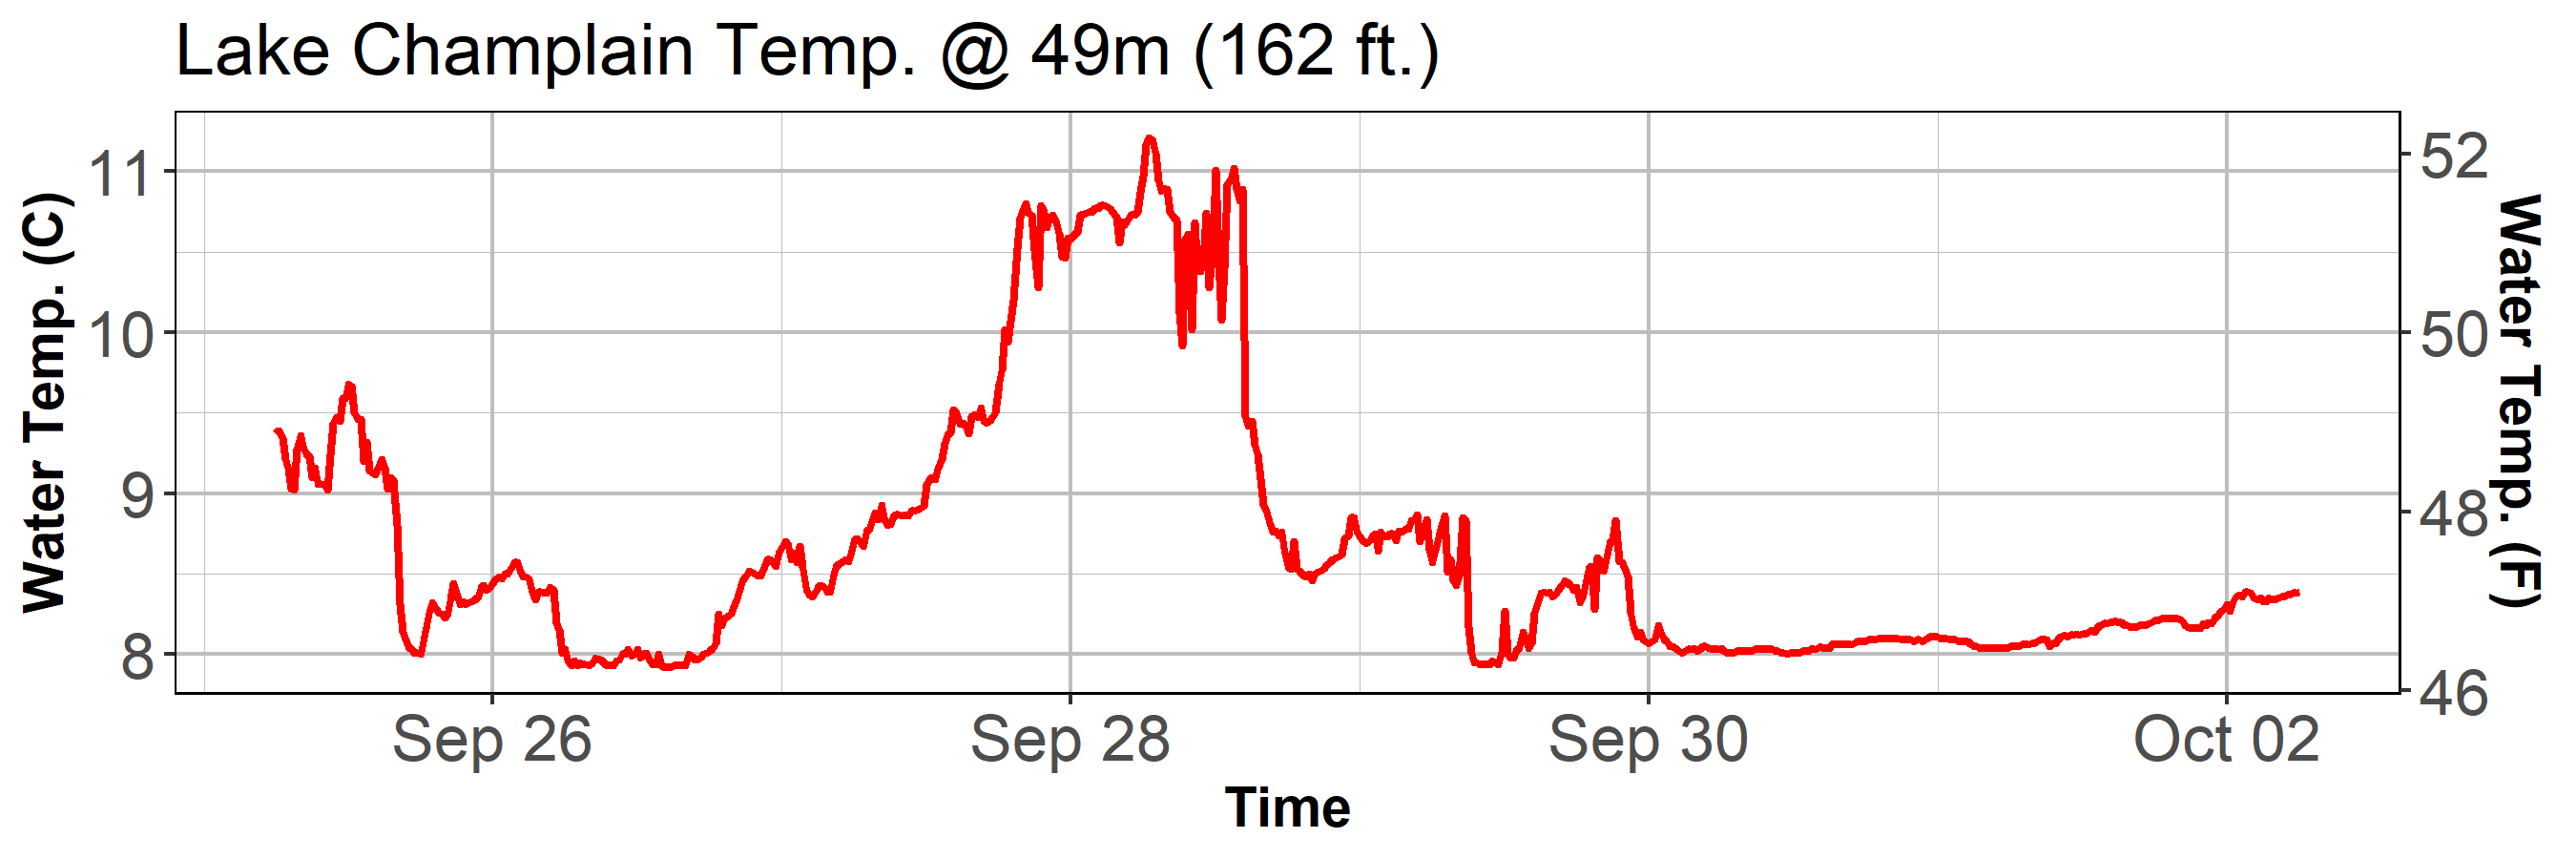 Lake Champlain Temp. @ 49m (162 ft.)
Water Temp. (C)
11
10
9
8
52
50
48
46
Water Temp. (F)
Sep 26 Sep 28 Sep 30 Oct 02
Time